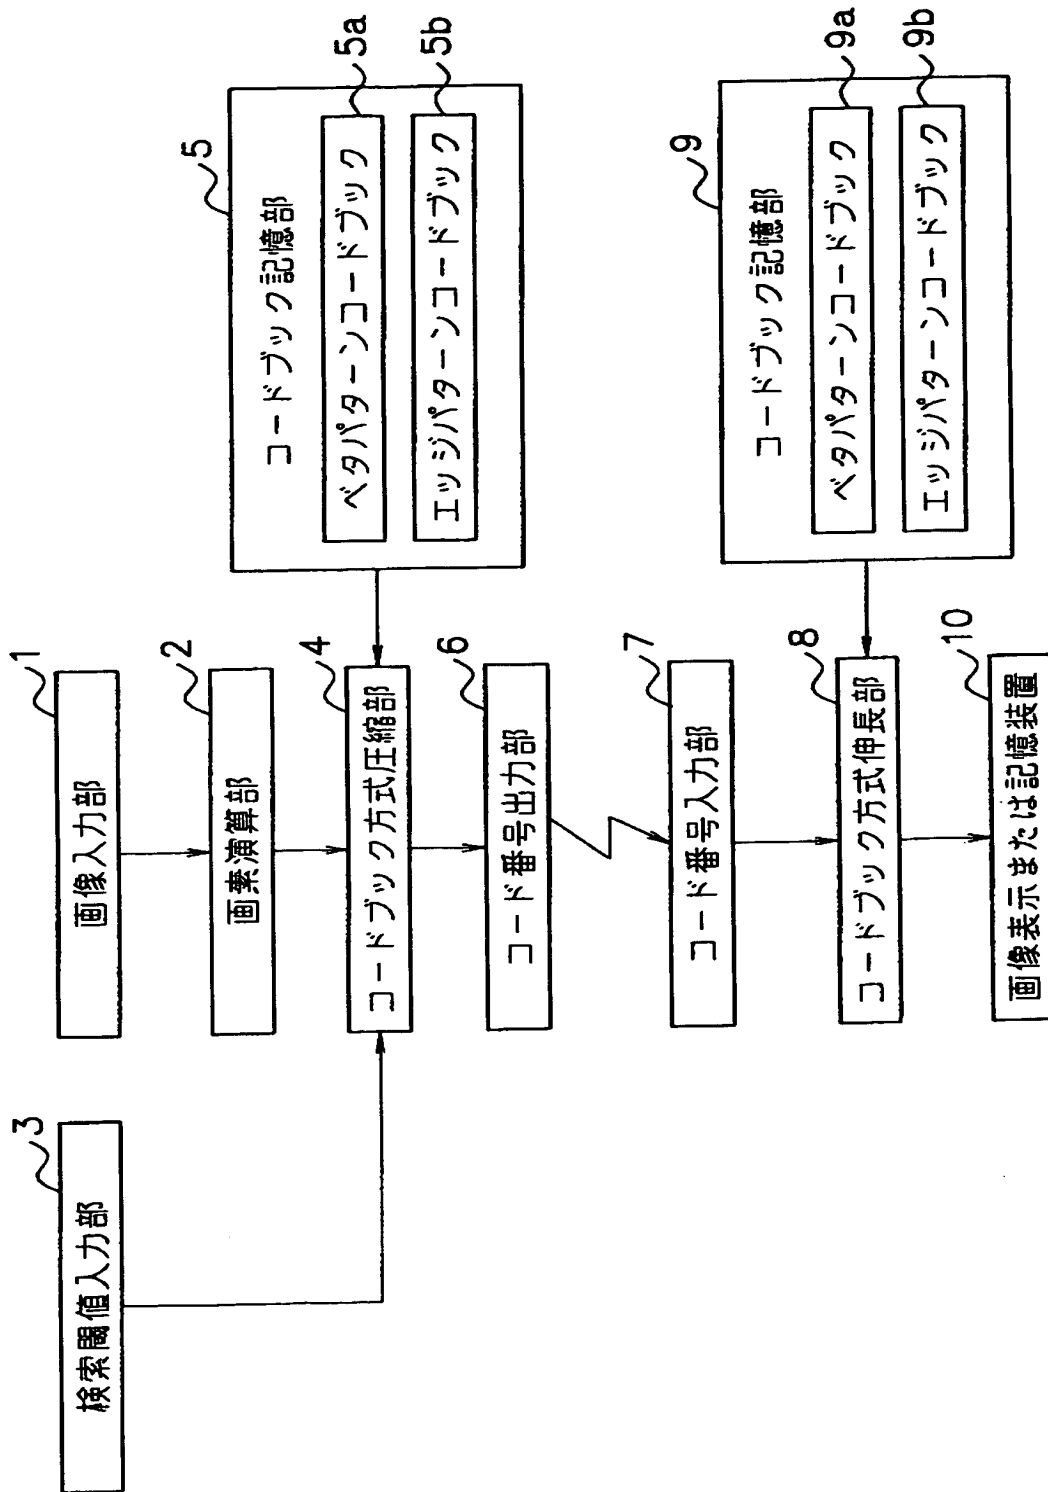 検索閾値入力部
3
画像入力部
1
画素演算部
2
コードブック方式圧縮部
4
コードブック記憶部
5
ベタパターンコードブック
5a
エッジパターンコードブック
5b
コード番号出力部
6
コード番号入力部
7
コードブック方式伸長部
8
コードブック記憶部
9
ベタパターンコードブック
9a
エッジパターンコードブック
9b
画像表示または記憶装置
10